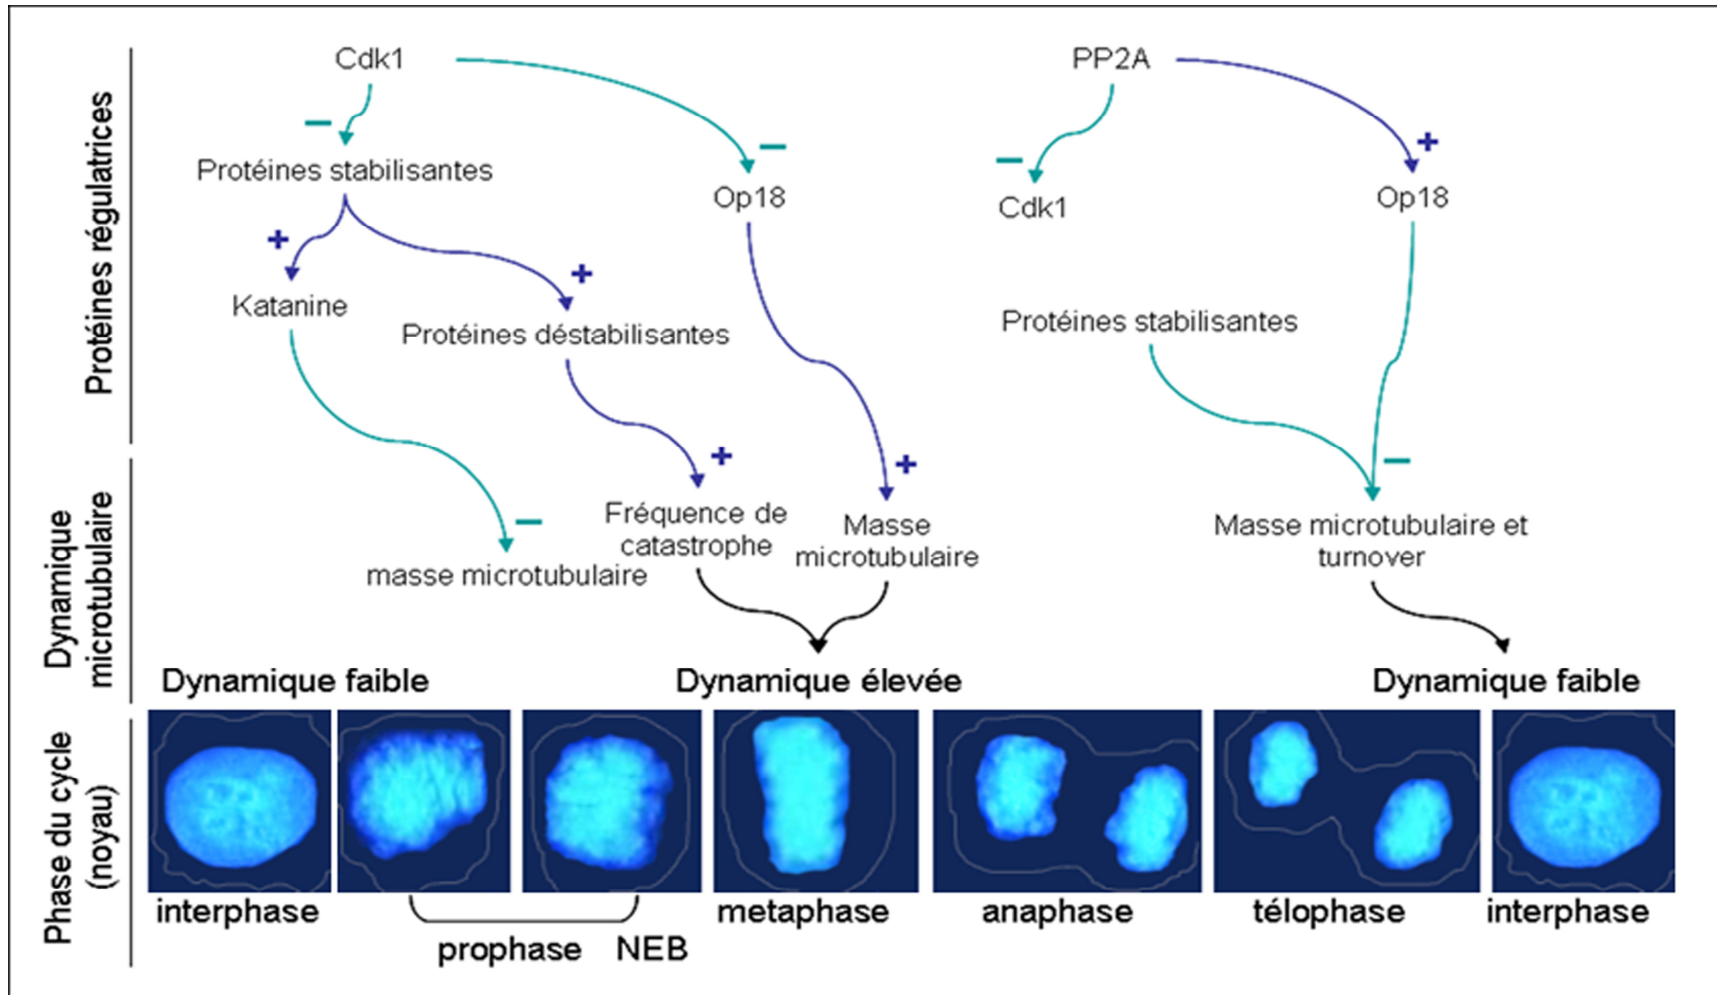 Protéines régulatrices
Cdk1
PP2A
−
−
−
+
Protéines stabilisantes
Op18
Cdk1
Op18
+
+
Katanine
Protéines déstabilisantes
Protéines stabilisantes
Dynamique
microtubulaire
+
+
−
−
Fréquence de
catastrophe
Masse
microtubulaire
Masse microtubulaire et
turnover
masse microtubulaire
Dynamique faible
Dynamique élevée
Dynamique faible
Phase du cycle
(noyau)
interphase
metaphase
anaphase
télophase
interphase
prophase
NEB